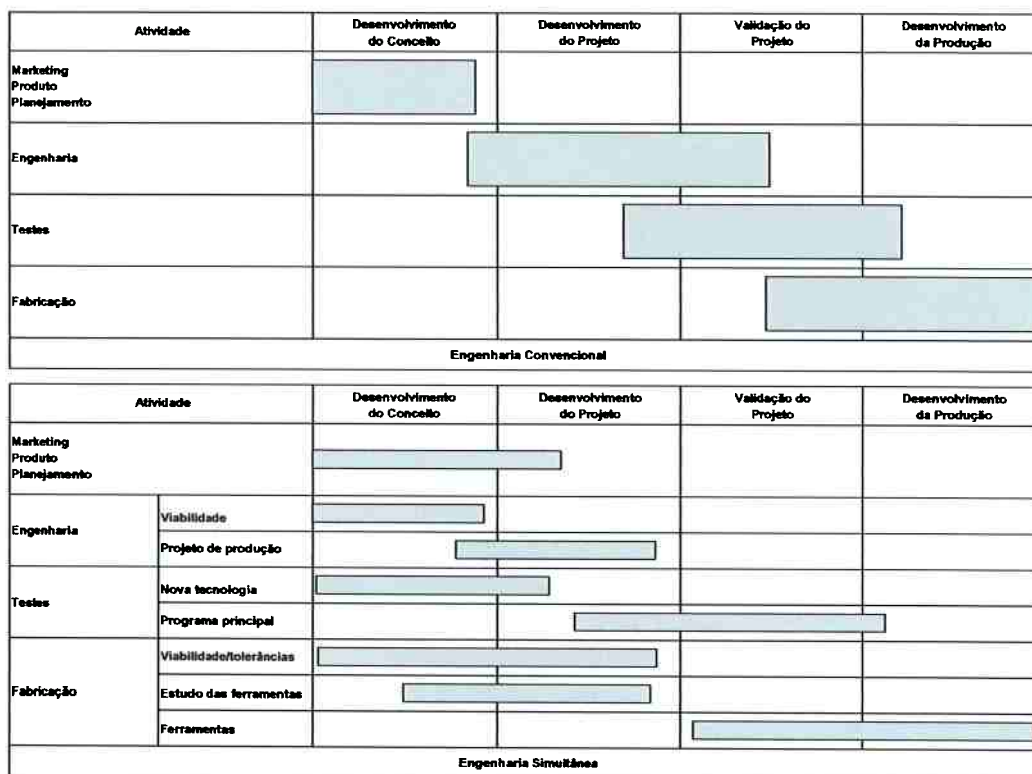 Atividade
Desenvolvimento
do Conceito
Desenvolvimento
do Projeto
Validação do
Projeto
Desenvolvimento
da Produção
Marketing
Produto
Planejamento
Engenharia
Testes
Fabricação
Engenharia Convencional
Atividade
Desenvolvimento
do Conceito
Desenvolvimento
do Projeto
Validação do
Projeto
Desenvolvimento
da Produção
Marketing
Produto
Planejamento
Engenharia
Viabilidade
Projeto de produção
Testes
Nova tecnologia
Programa principal
Fabricação
Viabilidade/tolerâncias
Estudo das ferramentas
Ferramentas
Engenharia Simultânea